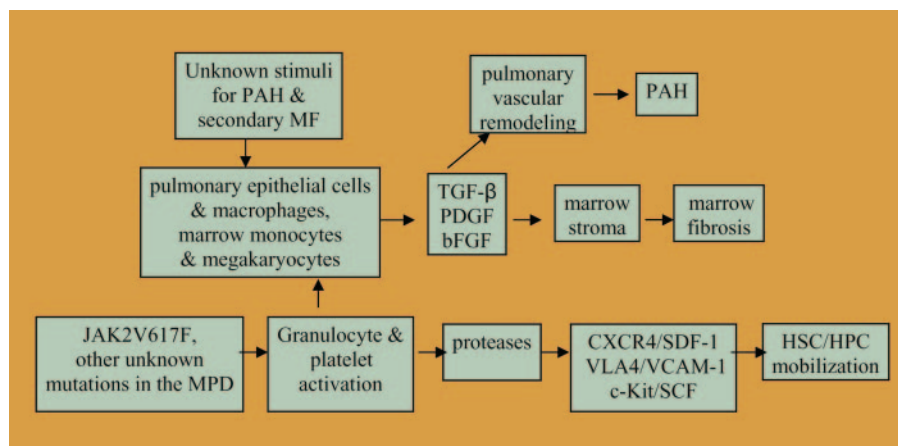 Unknown stimuli
for PAH &
secondary MF
pulmonary
vascular
remodeling
PAH
pulmonary epithelial cells
& macrophages,
marrow monocytes
& megakaryocytes
TGF-β
PDGF
bFGF
marrow
stroma
marrow
fibrosis
JAK2V617F,
other unknown
mutations in the MPD
Granulocyte &
platelet
activation
proteases
CXCR4/SDF-1
VLA4/VCAM-1
c-Kit/SCF
HSC/HPC
mobilization